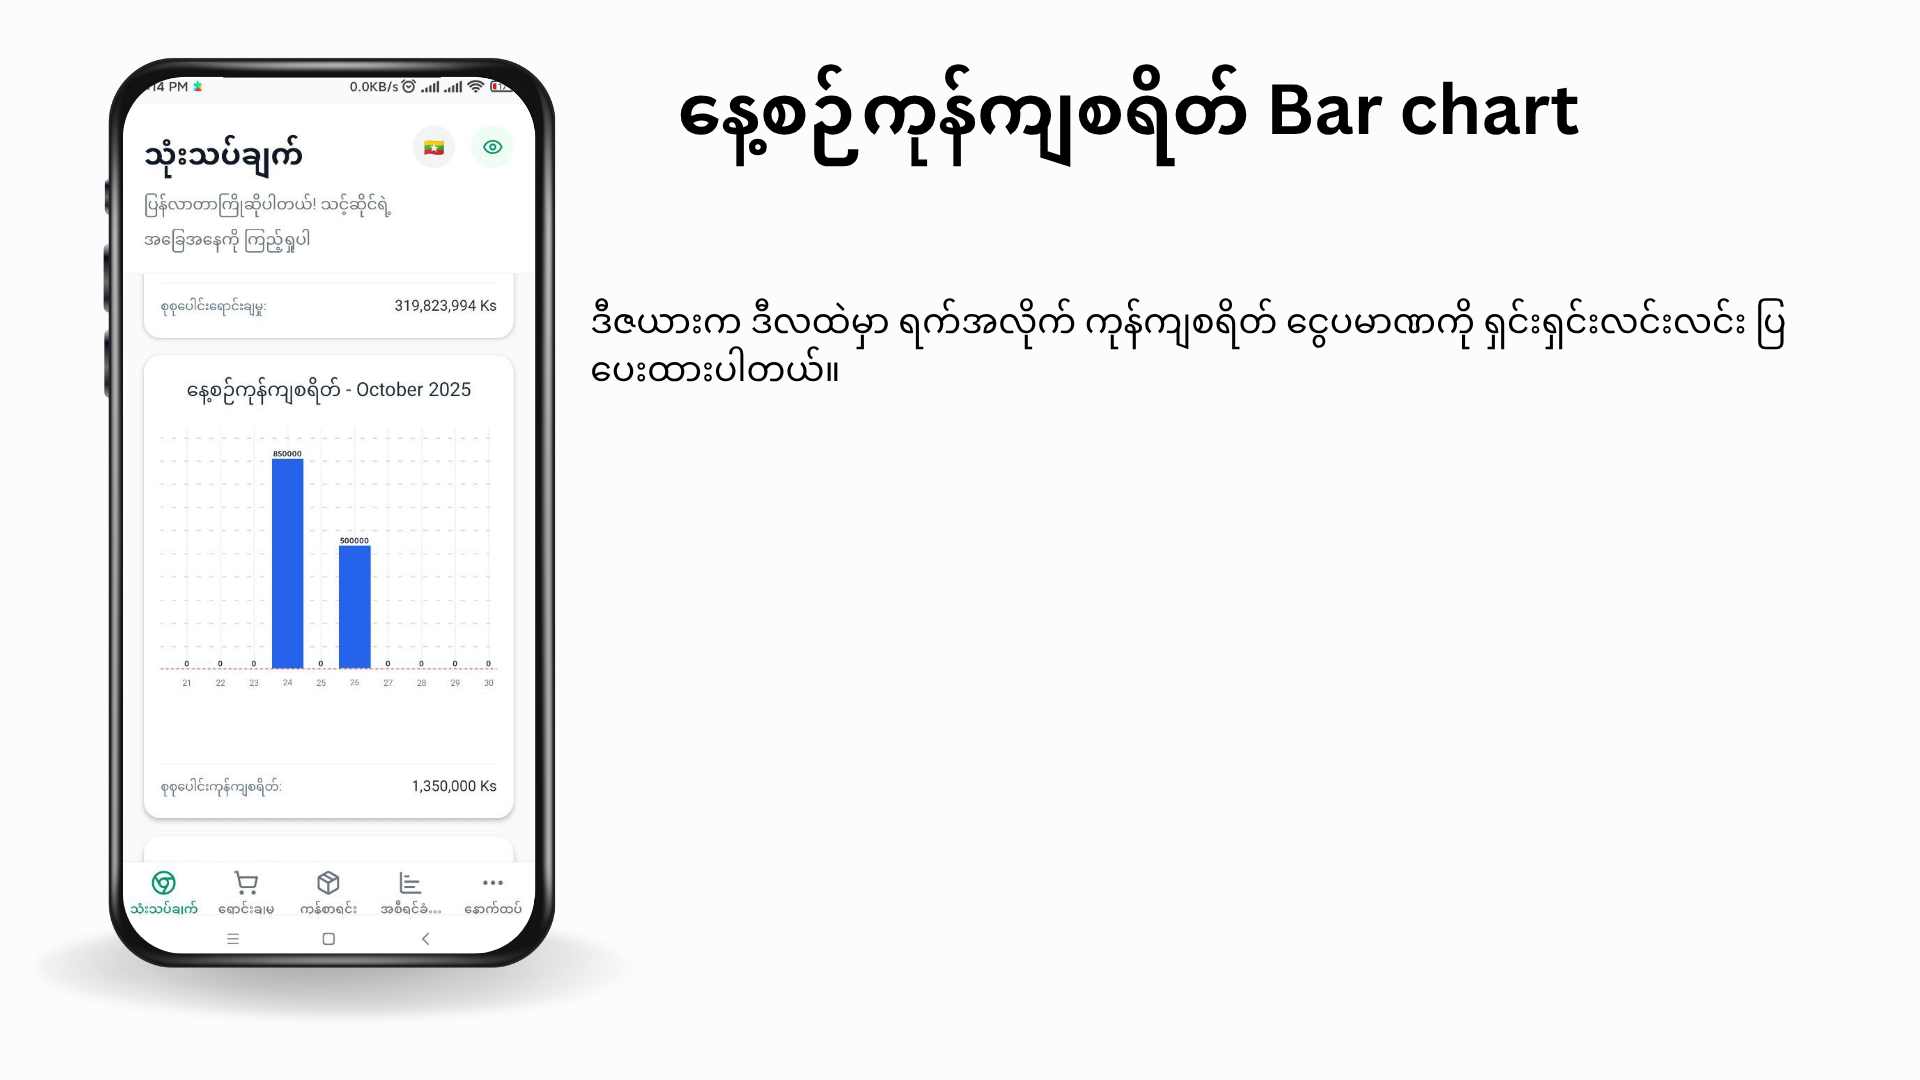 နေ့စဉ်ကုန်ကျစရိတ် Bar chart
ဒီဇယားက ဒီလထဲမှာ ရက်အလိုက် ကုန်ကျစရိတ် ငွေပမာဏကို ရှင်းရှင်းလင်းလင်း ပြ
ပေးထားပါတယ်။
14 PM 0.0KB/s
သုံးသပ်ချက်
ပြန်လာတာကြိုဆိုပါတယ်! သင့်ဆိုင်ရဲ့
အခြေအနေကို ကြည့်ရှုပါ
စုစုပေါင်းရောင်းချမှု: 319,823,994 Ks
နေ့စဉ်ကုန်ကျစရိတ် - October 2025
850000
500000
0 0 0 0 0 0 0 0
21 22 23 24 25 26 27 28 29 30
စုစုပေါင်းကုန်ကျစရိတ်: 1,350,000 Ks
သုံးသပ်ချက် ရောင်းချမှု ကုန်စာရင်း အစီရင်ခံ... နောက်ထပ်